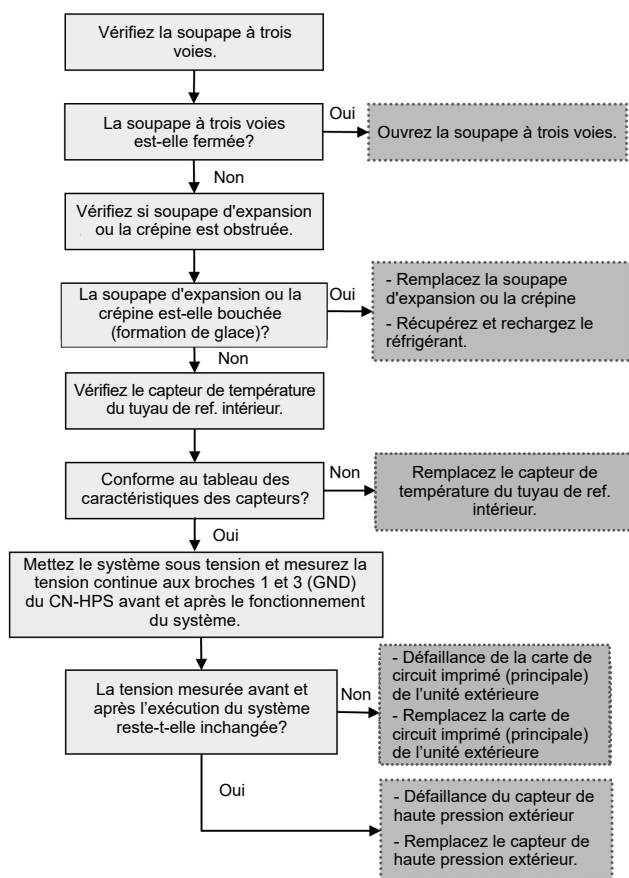 Vérifiez la soupape à trois
voies.
La soupape à trois voies
est-elle fermée?
Oui
Ouvrez la soupape à trois voies.
Non
Vérifiez si soupape d'expansion
ou la crépine est obstruée.
La soupape d'expansion ou la
crépine est-elle bouchée
(formation de glace)?
Oui
- Remplacez la soupape
d'expansion ou la crépine
- Récupérez et rechargez le
réfrigérant.
Non
Vérifiez le capteur de température
du tuyau de ref. intérieur.
Conforme au tableau des
caractéristiques des capteurs?
Non
Remplacez le capteur de
température du tuyau de ref.
intérieur.
Oui
Mettez le système sous tension et mesurez la
tension continue aux broches 1 et 3 (GND)
du CN-HPS avant et après le fonctionnement
du système.
La tension mesurée avant et
après l’exécution du système
reste-t-elle inchangée?
Non
- Défaillance de la carte de
circuit imprimé (principale)
de l’unité extérieure
- Remplacez la carte de
circuit imprimé (principale)
de l’unité extérieure
Oui
- Défaillance du capteur de
haute pression extérieur
- Remplacez le capteur de
haute pression extérieur.